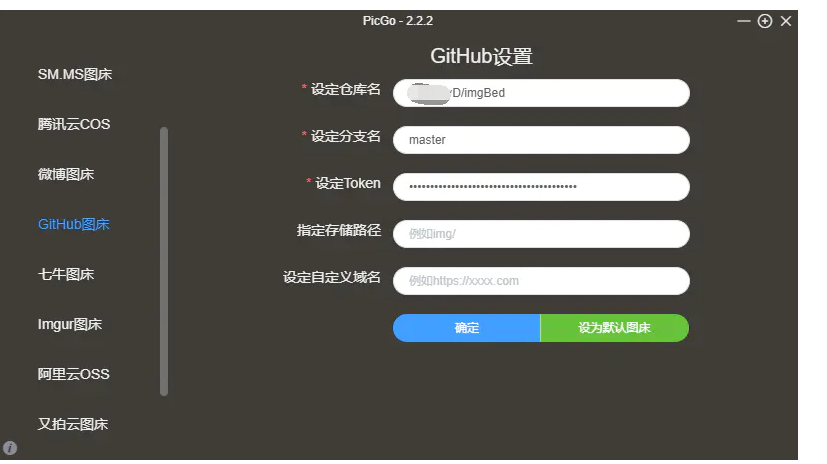 PicGo - 2.2.2
SM.MS图床
腾讯云COS
微博图床
GitHub图床
七牛图床
Imgur图床
阿里云OSS
又拍云图床
GitHub设置
* 设定仓库名
D/imgBed
* 设定分支名
master
* 设定Token
指定存储路径
例如img/
设定自定义域名
例如https://xxxx.com
确定
设为默认图床